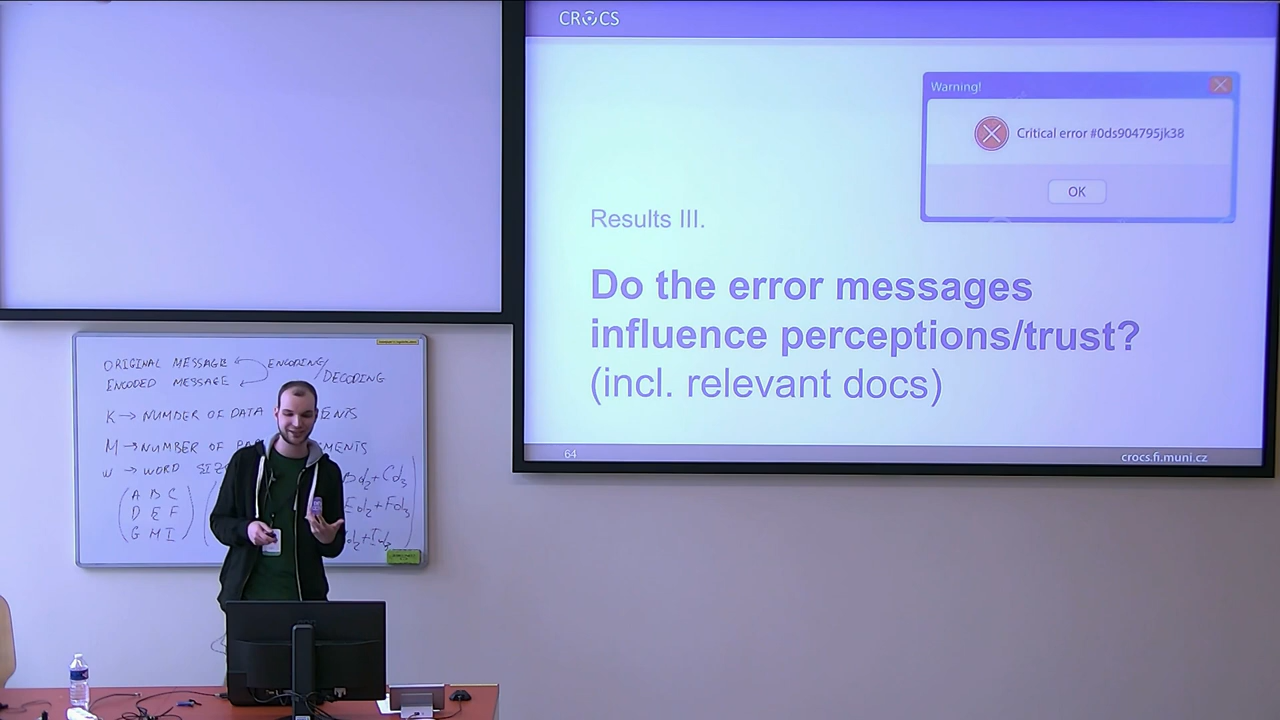 CROCS
Warning!
Critical error #0ds904795jk38
OK
Results III.
Do the error messages
influence perceptions/trust?
(incl. relevant docs)
64
crocs.fi.muni.cz
ORIGINAL MESSAGE
ENCODING/
ENCODED MESSAGE
DECODING
K → NUMBER OF DATA
M → NUMBER OF
W → WORD
A B C
D E F
G H I